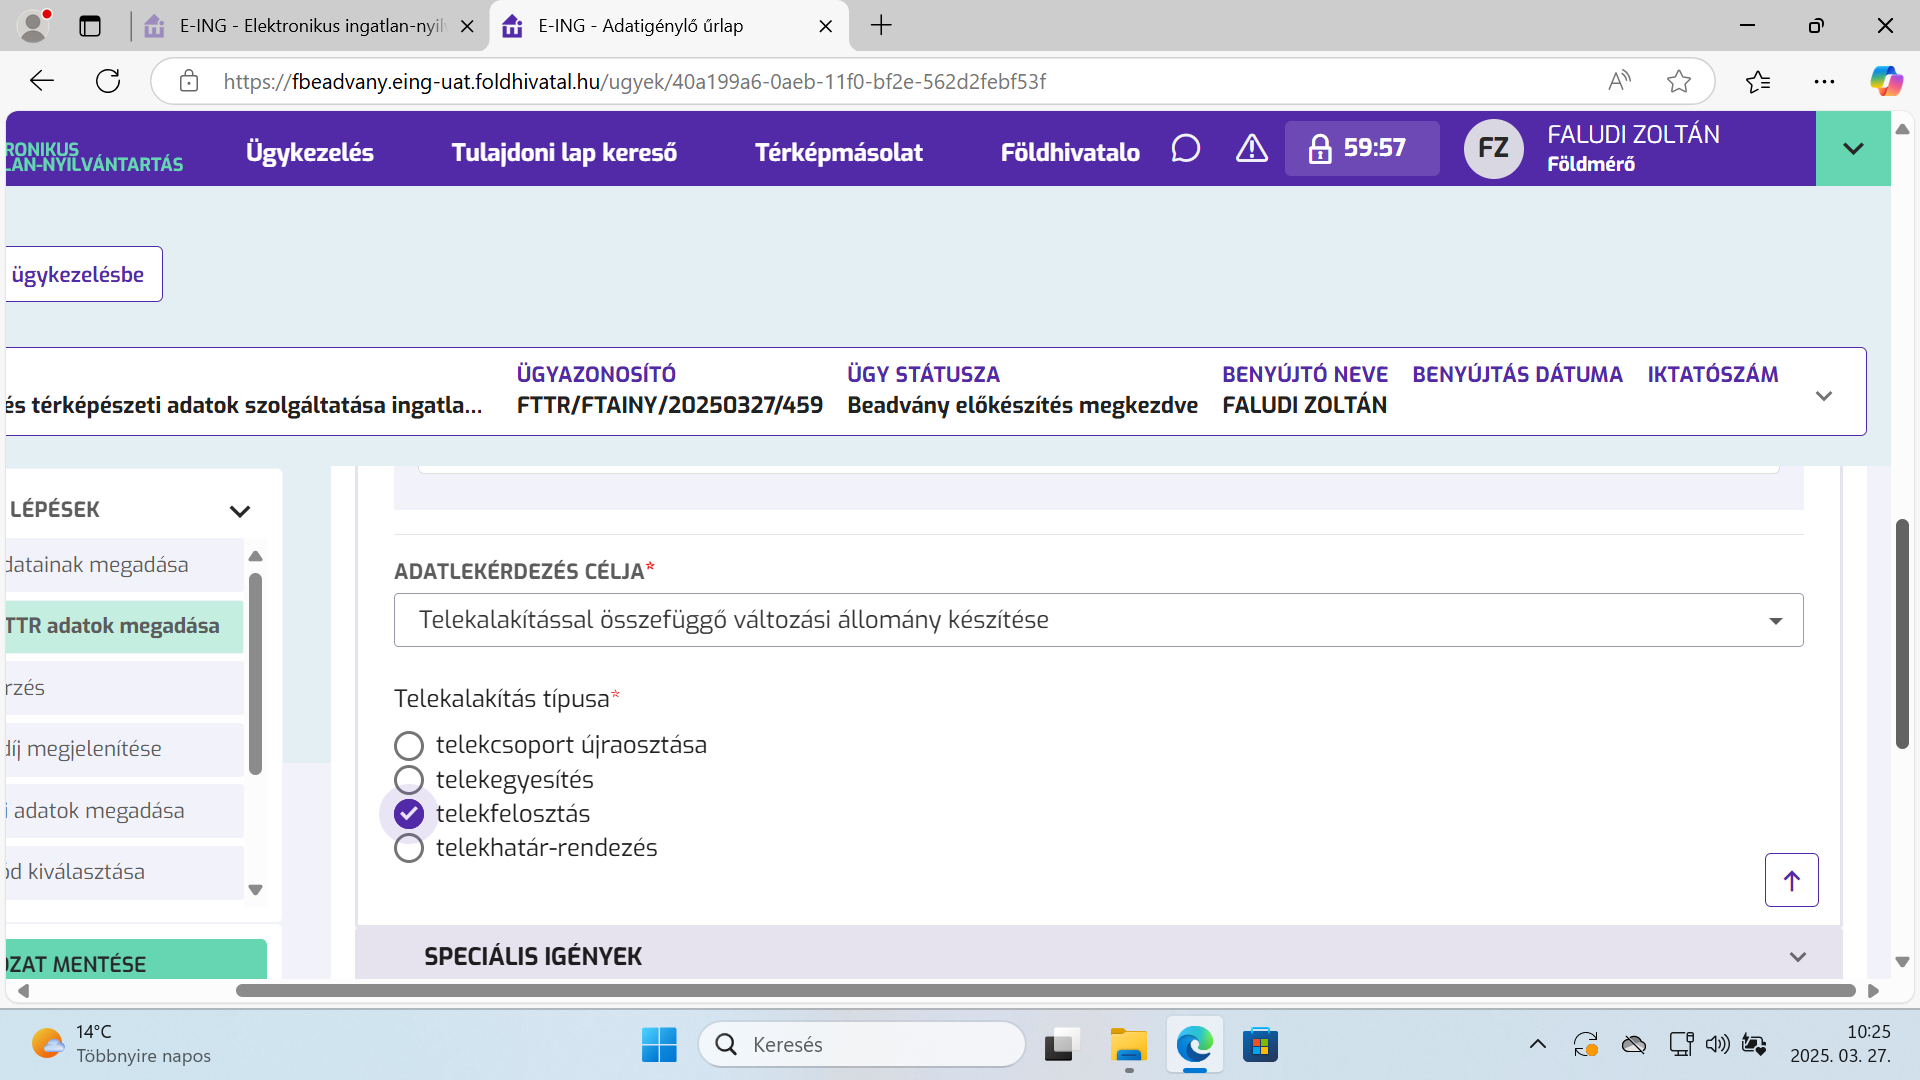 E-ING - Elektronikus ingatlan-nyil
E-ING - Adatigénylő űrlap
https://fbeadvany.eing-uat.foldhivatal.hu/ugyek/40a199a6-0aeb-11f0-bf2e-562d2febf53f
RONIKUS
LAN-NYILVÁNTARTÁS
Ügykezelés
Tulajdoni lap kereső
Térképmásolat
Földhivatalo
59:57
FZ
FALUDI ZOLTÁN
Földmérő
ügykezelésbe
és térképészeti adatok szolgáltatása ingatla...
ÜGYAZONOSÍTÓ
FTTR/FTAINY/20250327/459
ÜGY STÁTUSZA
Beadvány előkészítés megkezdve
BENYÚJTÓ NEVE
FALUDI ZOLTÁN
BENYÚJTÁS DÁTUMA
IKTATÓSZÁM
LÉPÉSEK
datainak megadása
TTR adatok megadása
rzés
díj megjelenítése
i adatok megadása
ód kiválasztása
OZAT MENTÉSE
ADATLEKÉRDEZÉS CÉLJA*
Telekalakítással összefüggő változási állomány készítése
Telekalakítás típusa*
telekcsoport újraosztása
telekegyesítés
telekfelosztás
telekhatár-rendezés
SPECIÁLIS IGÉNYEK
14°C
Többnyire napos
Keresés
10:25
2025. 03. 27.